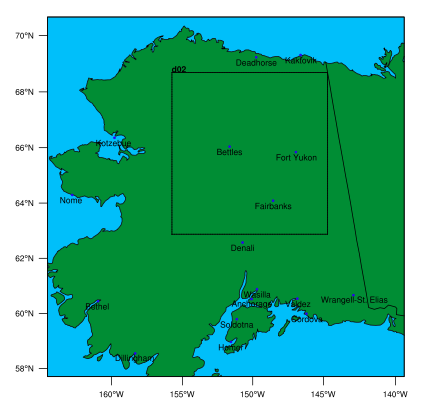 70°N
Deadhorse
Kaktovik
d02
68°N
Kotzebue
66°N
Bettles
Fort Yukon
64°N
Nome
Fairbanks
62°N
Denali
60°N
Bethel
Wasilla
Anchorage
Valdez
Wrangell-St. Elias
Soldotna
Cordova
Homer
Dillingham
58°N
160°W
155°W
150°W
145°W
140°W